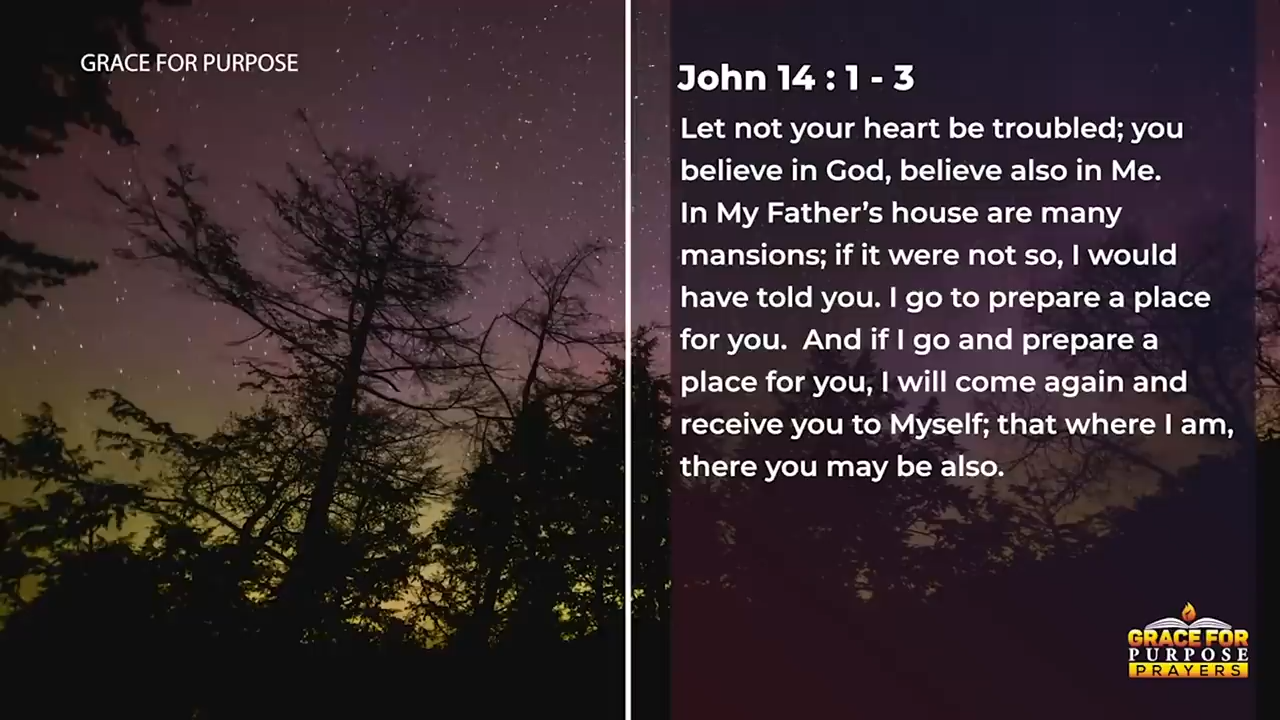 GRACE FOR PURPOSE
John 14 : 1 - 3
Let not your heart be troubled; you
believe in God, believe also in Me.
In My Father’s house are many
mansions; if it were not so, I would
have told you. I go to prepare a place
for you.  And if I go and prepare a
place for you, I will come again and
receive you to Myself; that where I am,
there you may be also.
GRACE FOR
PURPOSE
PRAYERS